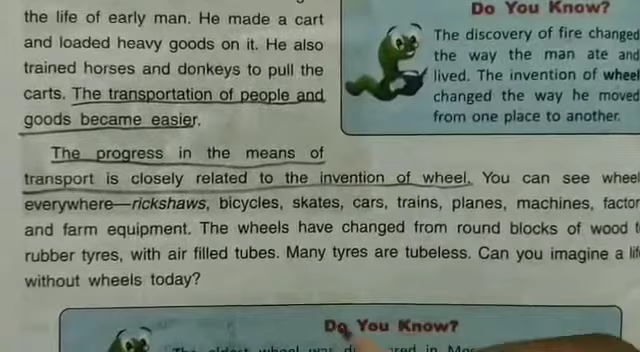 the life of early man. He made a cart
and loaded heavy goods on it. He also
trained horses and donkeys to pull the
carts. The transportation of people and
goods became easier.
The progress in the means of
transport is closely related to the invention of wheel. You can see wheel
everywhere—rickshaws, bicycles, skates, cars, trains, planes, machines, factor
and farm equipment. The wheels have changed from round blocks of wood t
rubber tyres, with air filled tubes. Many tyres are tubeless. Can you imagine a lif
without wheels today?
Do You Know?
The discovery of fire changed
the way the man ate and
lived. The invention of wheel
changed the way he moved
from one place to another.
Do You Know?
The oldest wheel was in